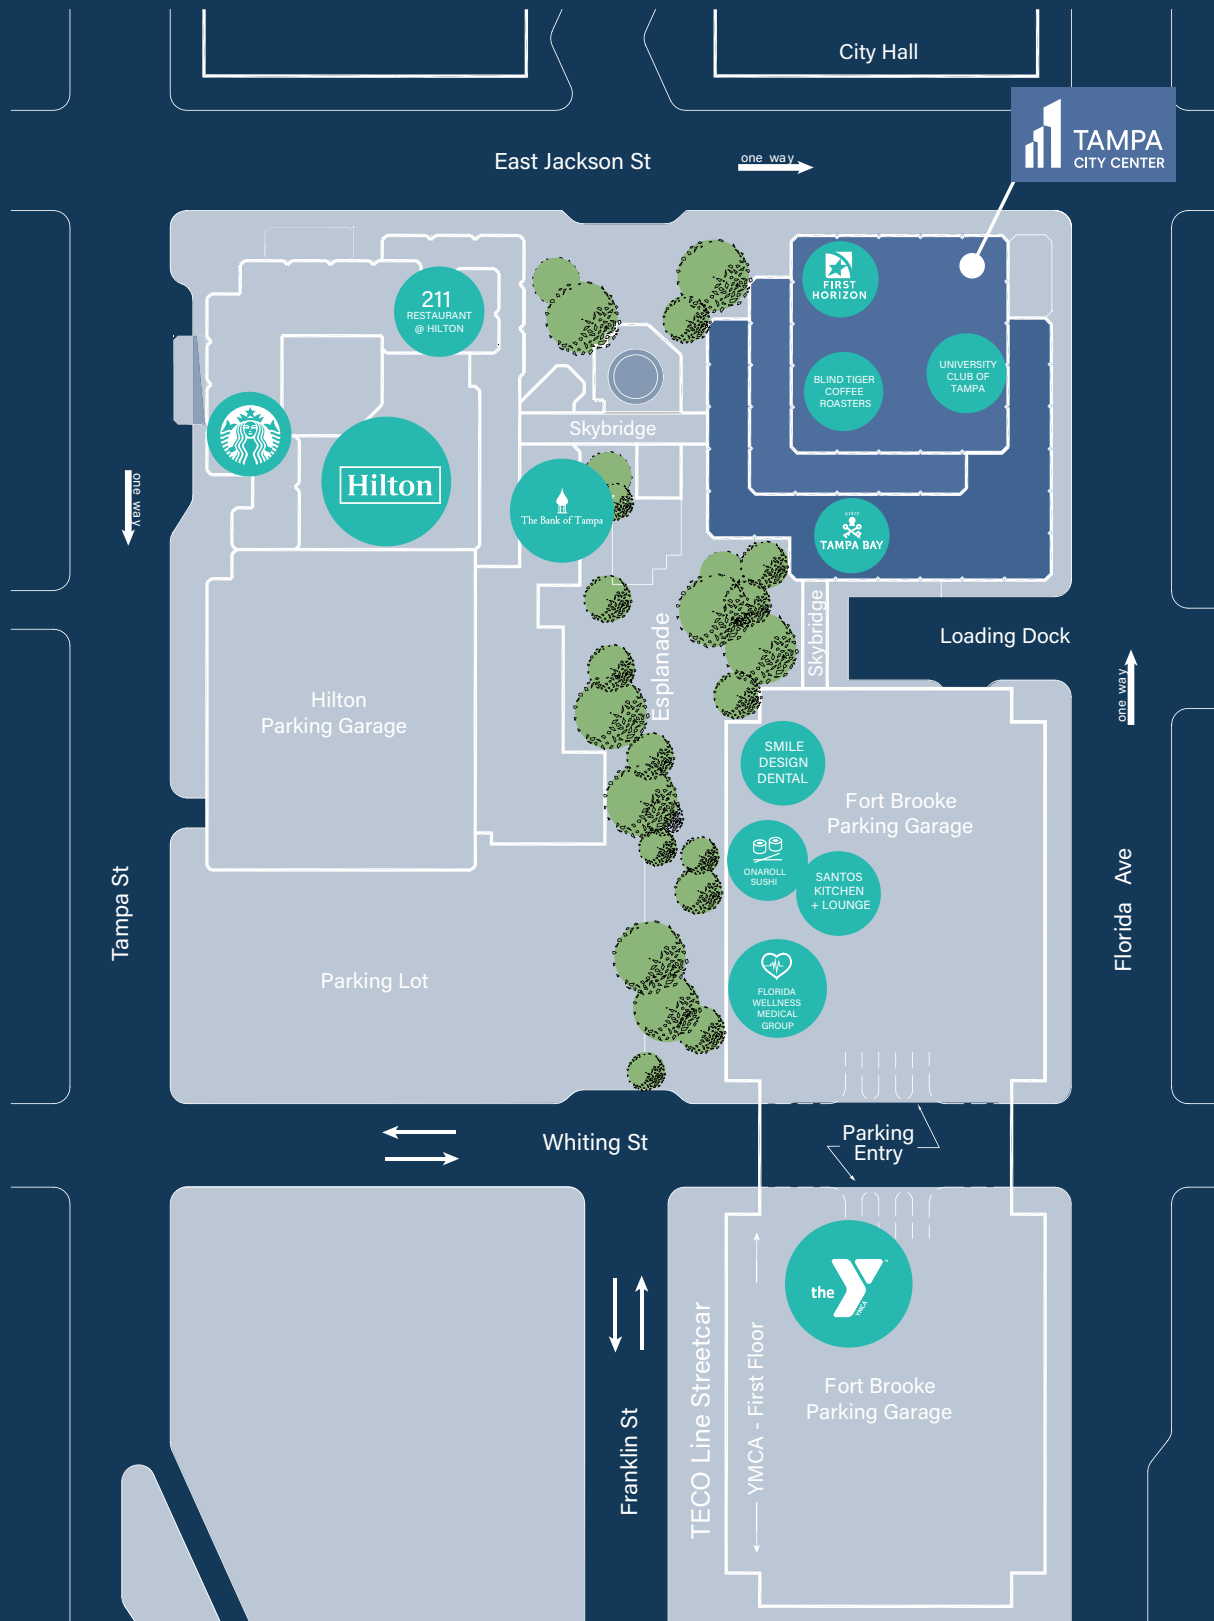 City Hall
TAMPA
CITY CENTER
East Jackson St
one way
FIRST
HORIZON
211
RESTAURANT
@ HILTON
BLIND TIGER
COFFEE
ROASTERS
UNIVERSITY
CLUB OF
TAMPA
Skybridge
Hilton
The Bank of Tampa
VISIT
TAMPA BAY
one way
Skybridge
Esplanade
Loading Dock
one way
Hilton
Parking Garage
SMILE
DESIGN
DENTAL
Fort Brooke
Parking Garage
ONAROLL
SUSHI
SANTOS
KITCHEN
+ LOUNGE
Tampa St
Florida Ave
Parking Lot
FLORIDA
WELLNESS
MEDICAL
GROUP
Whiting St
Parking
Entry
the
YMCA
™
Franklin St
TECO Line Streetcar
YMCA - First Floor
Fort Brooke
Parking Garage